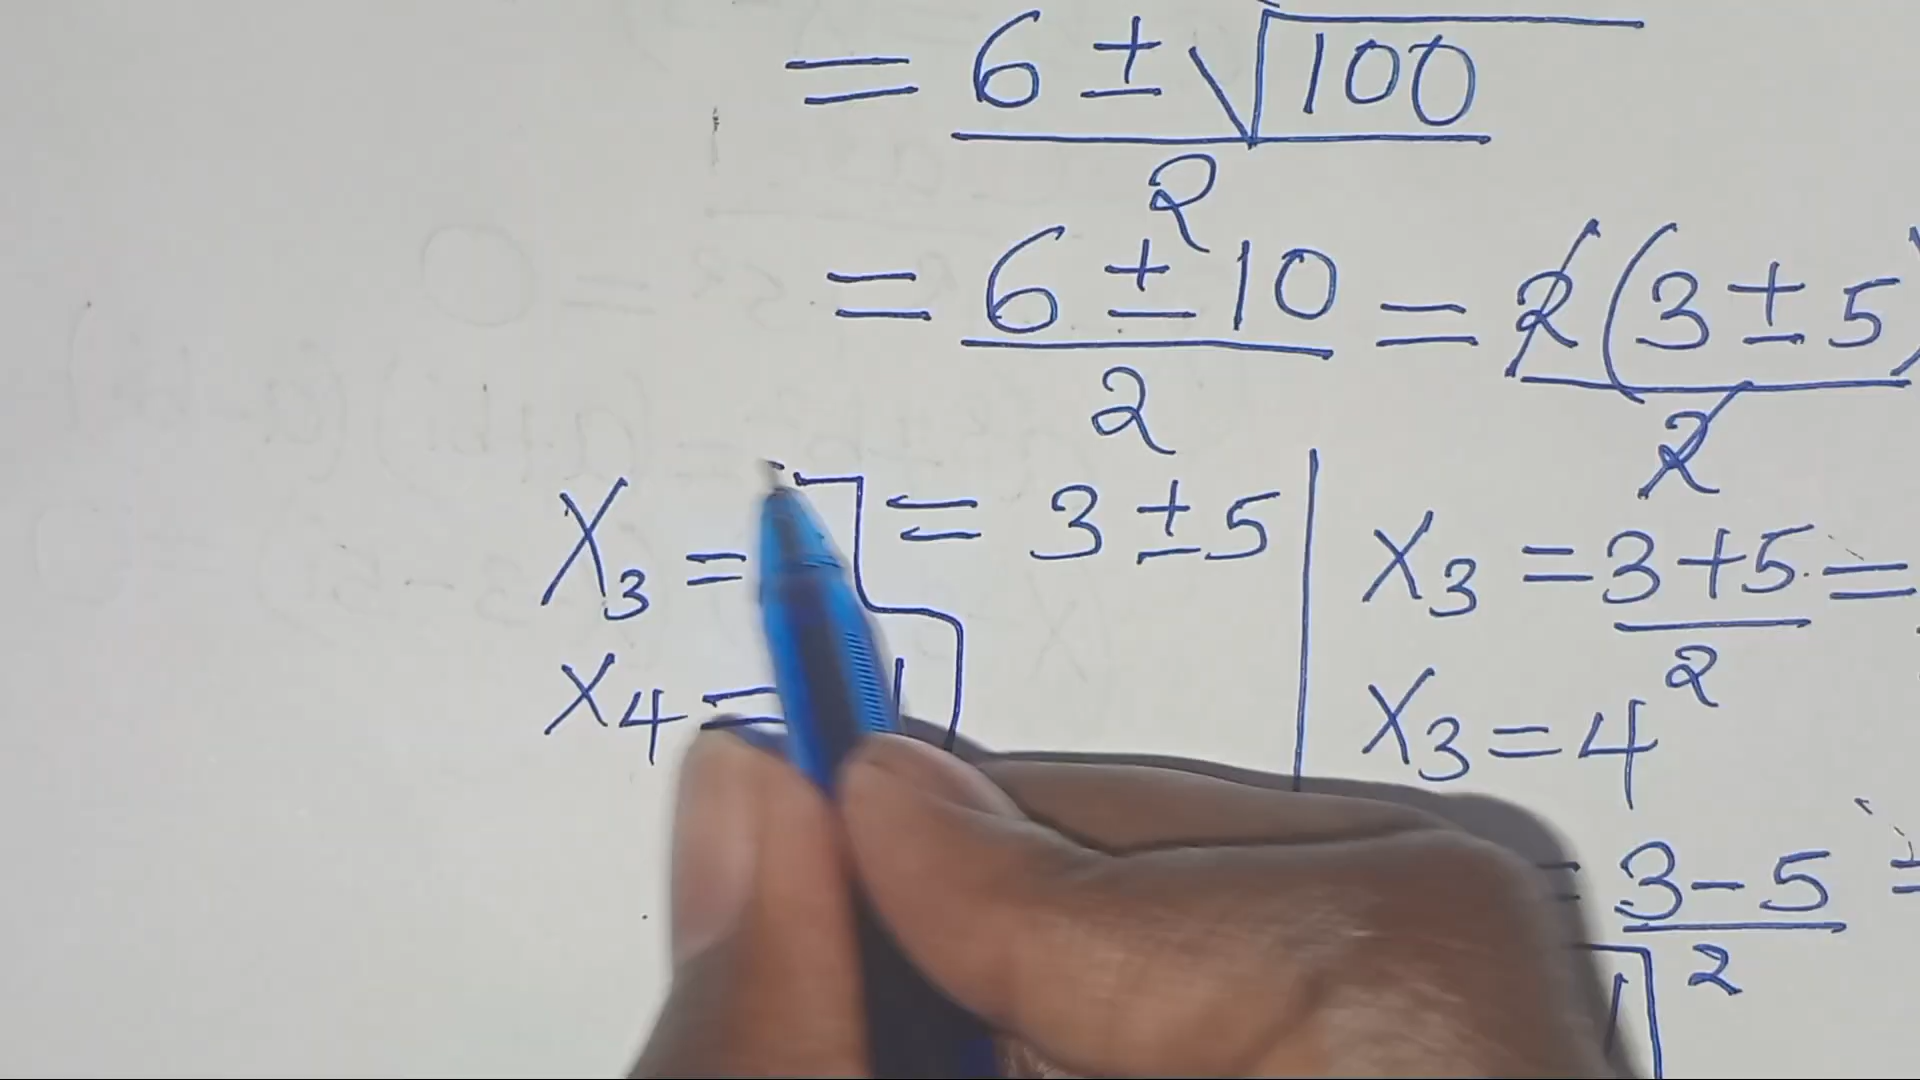 = 6 ± √100 / 2
= 6 ± 10 / 2 = 2(3 ± 5) / 2
= 3 ± 5
X₃ =
X₄ =
X₃ = 3+5 / 2 =
X₃ = 4
= 3-5 / 2 =